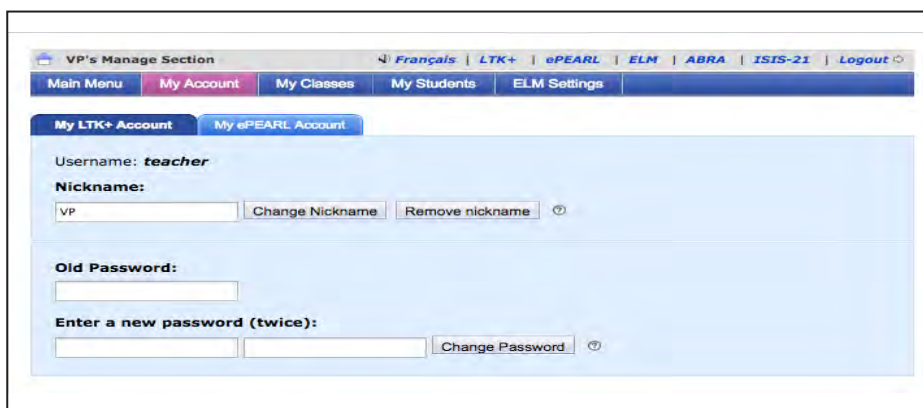 VP's Manage Section Français | LTK+ | ePEARL | ELM | ABRA | ISIS-21 | Logout
Main Menu My Account My Classes My Students ELM Settings
My LTK+ Account My ePEARL Account
Username: teacher
Nickname:
VP Change Nickname Remove nickname ?
Old Password:
Enter a new password (twice):
Change Password ?